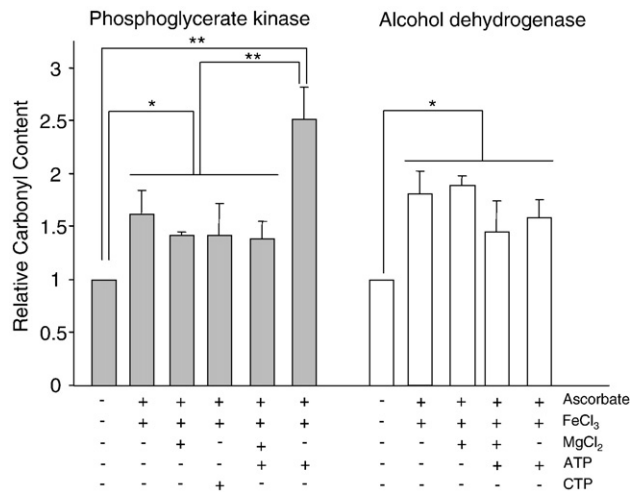 Phosphoglycerate kinase
Alcohol dehydrogenase
**
**
*
*
Relative Carbonyl Content
3
2.5
2
1.5
1
0.5
0
- + + + + + - + + + + Ascorbate
- + + + + + - + + + + FeCl₃
- - + - + - - - + + - MgCl₂
- - - - + + - - - + + ATP
- - - + - - - - - - - CTP